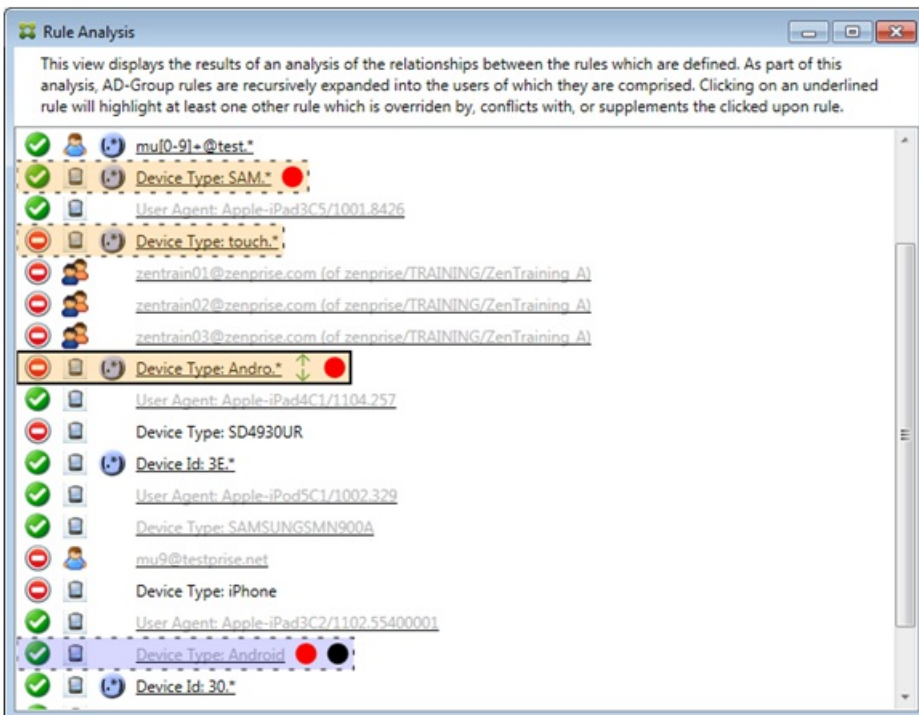 Rule Analysis
This view displays the results of an analysis of the relationships between the rules which are defined. As part of this
analysis, AD-Group rules are recursively expanded into the users of which they are comprised. Clicking on an underlined
rule will highlight at least one other rule which is overriden by, conflicts with, or supplements the clicked upon rule.
(.*) mu[0-9]+@test.*
(.*) Device Type: SAM.*
User Agent: Apple-iPad3C5/1001.8426
(.*) Device Type: touch.*
zentrain01@zenprise.com (of zenprise/TRAINING/ZenTraining_A)
zentrain02@zenprise.com (of zenprise/TRAINING/ZenTraining_A)
zentrain03@zenprise.com (of zenprise/TRAINING/ZenTraining_A)
(.*) Device Type: Andro.*
User Agent: Apple-iPad4C1/1104.257
Device Type: SD4930UR
(.*) Device Id: 3E.*
User Agent: Apple-iPod5C1/1002.329
Device Type: SAMSUNGSMN900A
mu9@testprise.net
Device Type: iPhone
User Agent: Apple-iPad3C2/1102.55400001
Device Type: Android
(.*) Device Id: 30.*